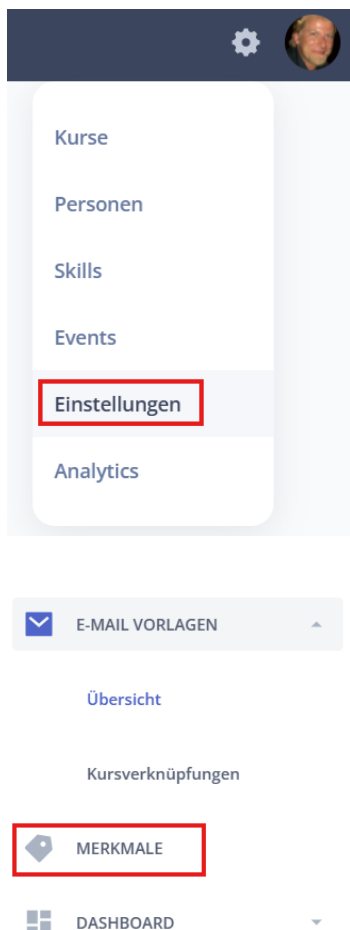 Kurse
Personen
Skills
Events
Einstellungen
Analytics
E-MAIL VORLAGEN
Übersicht
Kursverknüpfungen
MERKMALE
DASHBOARD